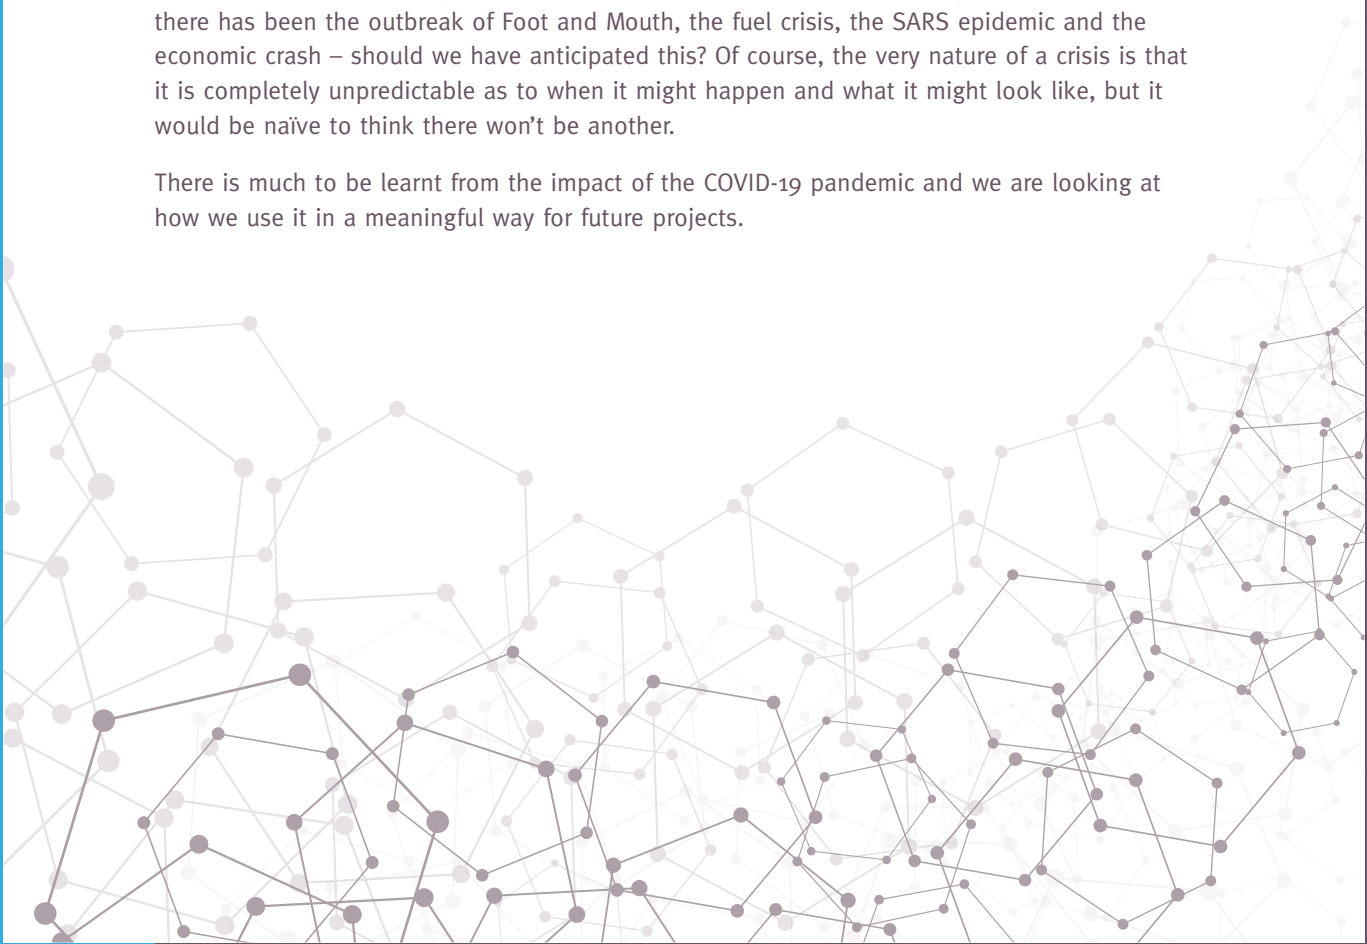 there has been the outbreak of Foot and Mouth, the fuel crisis, the SARS epidemic and the
economic crash – should we have anticipated this? Of course, the very nature of a crisis is that
it is completely unpredictable as to when it might happen and what it might look like, but it
would be naïve to think there won't be another.
There is much to be learnt from the impact of the COVID-19 pandemic and we are looking at
how we use it in a meaningful way for future projects.